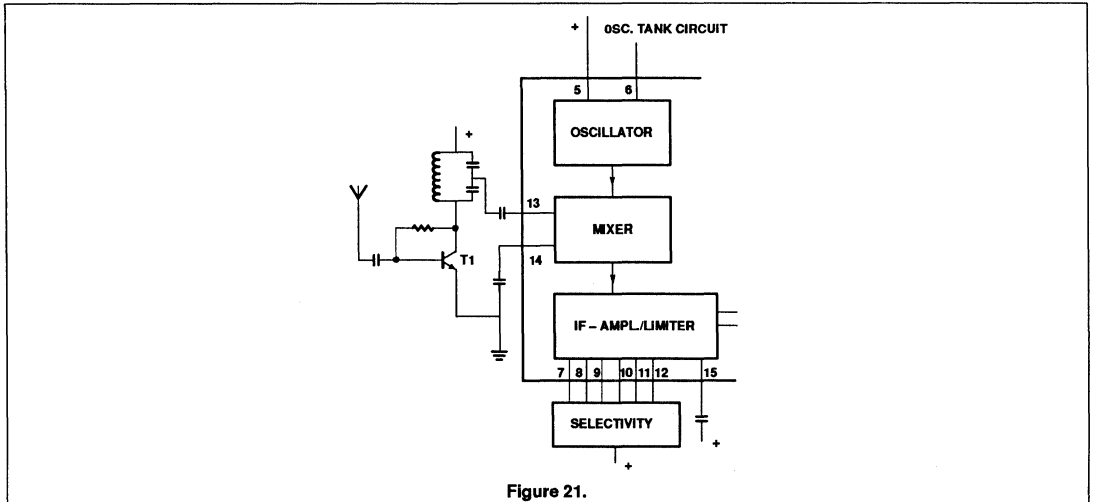 + 0SC. TANK CIRCUIT
5 6
OSCILLATOR
+
13
MIXER
T1
14
IF – AMPL./LIMITER
7 8 9 10 11 12 15
SELECTIVITY
+
+
Figure 21.